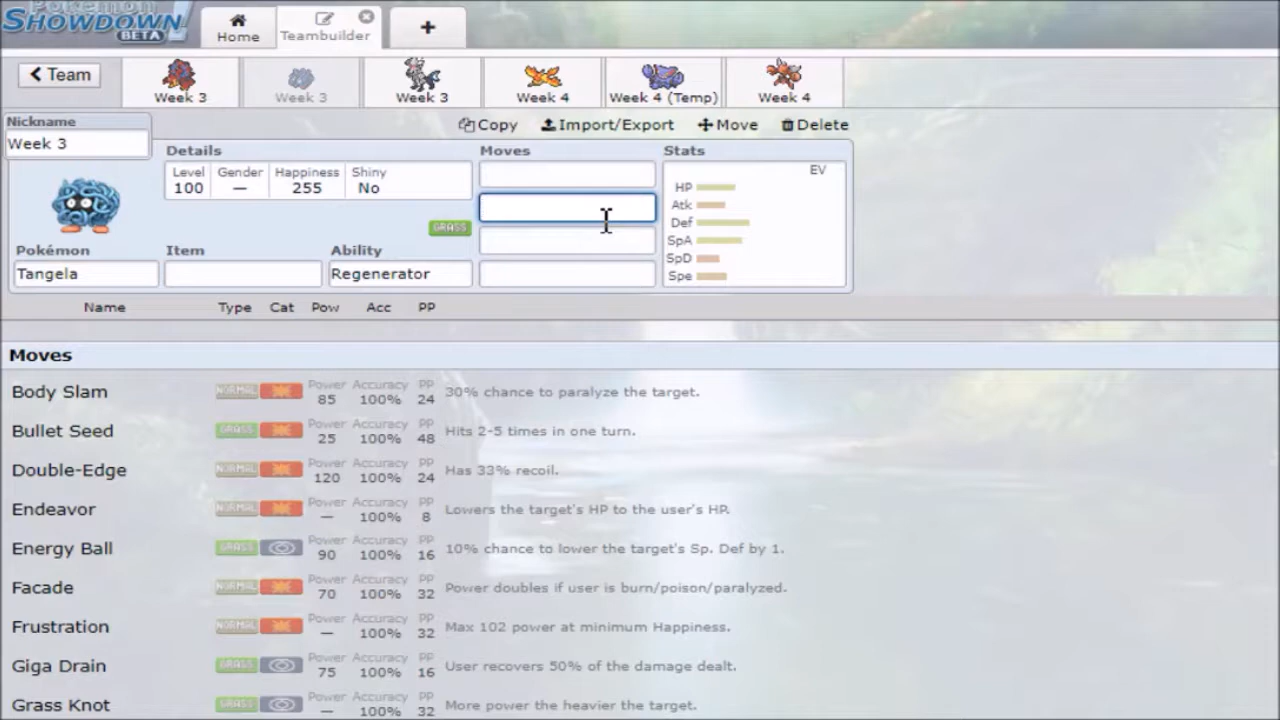 Pokémon
SHOWDOWN
BETA
Home
Teambuilder
+
Team
Week 3
Week 3
Week 3
Week 4
Week 4 (Temp)
Week 4
Copy Import/Export Move Delete
Nickname
Week 3
Details
Level Gender Happiness Shiny
100 — 255 No
GRASS
Pokémon Item Ability
Tangela Regenerator
Moves
Stats
EV
HP
Atk
Def
SpA
SpD
Spe
Name Type Cat Pow Acc PP
Moves
Body Slam NORMAL Power 85 Accuracy 100% PP 24 30% chance to paralyze the target.
Bullet Seed GRASS Power 25 Accuracy 100% PP 48 Hits 2-5 times in one turn.
Double-Edge NORMAL Power 120 Accuracy 100% PP 24 Has 33% recoil.
Endeavor NORMAL Power — Accuracy 100% PP 8 Lowers the target's HP to the user's HP.
Energy Ball GRASS Power 90 Accuracy 100% PP 16 10% chance to lower the target's Sp. Def by 1.
Facade NORMAL Power 70 Accuracy 100% PP 32 Power doubles if user is burn/poison/paralyzed.
Frustration NORMAL Power — Accuracy 100% PP 32 Max 102 power at minimum Happiness.
Giga Drain GRASS Power 75 Accuracy 100% PP 16 User recovers 50% of the damage dealt.
Grass Knot GRASS Power — Accuracy 100% PP 32 More power the heavier the target.